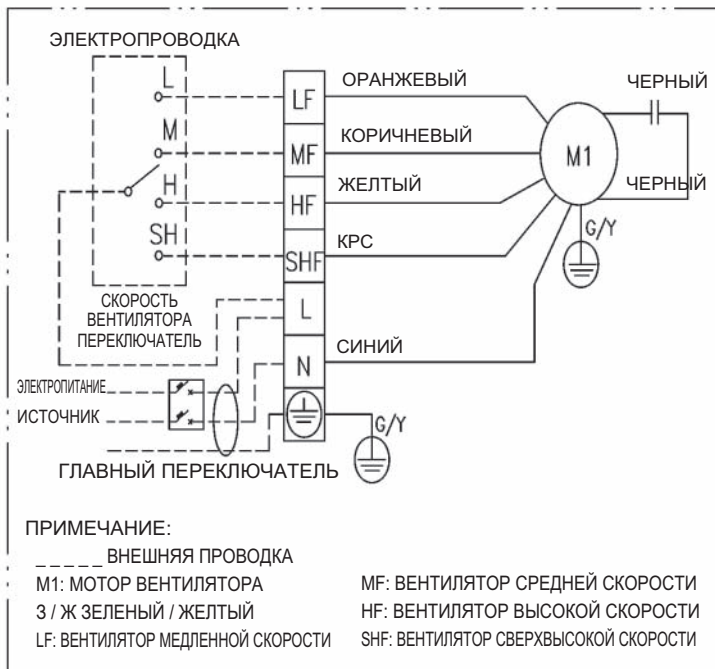 ЭЛЕКТРОПРОВОДКА
L
M
H
SH
СКОРОСТЬ
ВЕНТИЛЯТОРА
ПЕРЕКЛЮЧАТЕЛЬ
ЭЛЕКТРОПИТАНИЕ
ИСТОЧНИК
ГЛАВНЫЙ ПЕРЕКЛЮЧАТЕЛЬ
LF
MF
HF
SHF
L
N
ОРАНЖЕВЫЙ
КОРИЧНЕВЫЙ
ЖЕЛТЫЙ
КРС
СИНИЙ
G/Y
M1
ЧЕРНЫЙ
ЧЕРНЫЙ
G/Y
ПРИМЕЧАНИЕ:
_ _ _ _ _ ВНЕШНЯЯ ПРОВОДКА
M1: МОТОР ВЕНТИЛЯТОРА
З / Ж ЗЕЛЕНЫЙ / ЖЕЛТЫЙ
LF: ВЕНТИЛЯТОР МЕДЛЕННОЙ СКОРОСТИ
MF: ВЕНТИЛЯТОР СРЕДНЕЙ СКОРОСТИ
HF: ВЕНТИЛЯТОР ВЫСОКОЙ СКОРОСТИ
SHF: ВЕНТИЛЯТОР СВЕРХВЫСОКОЙ СКОРОСТИ